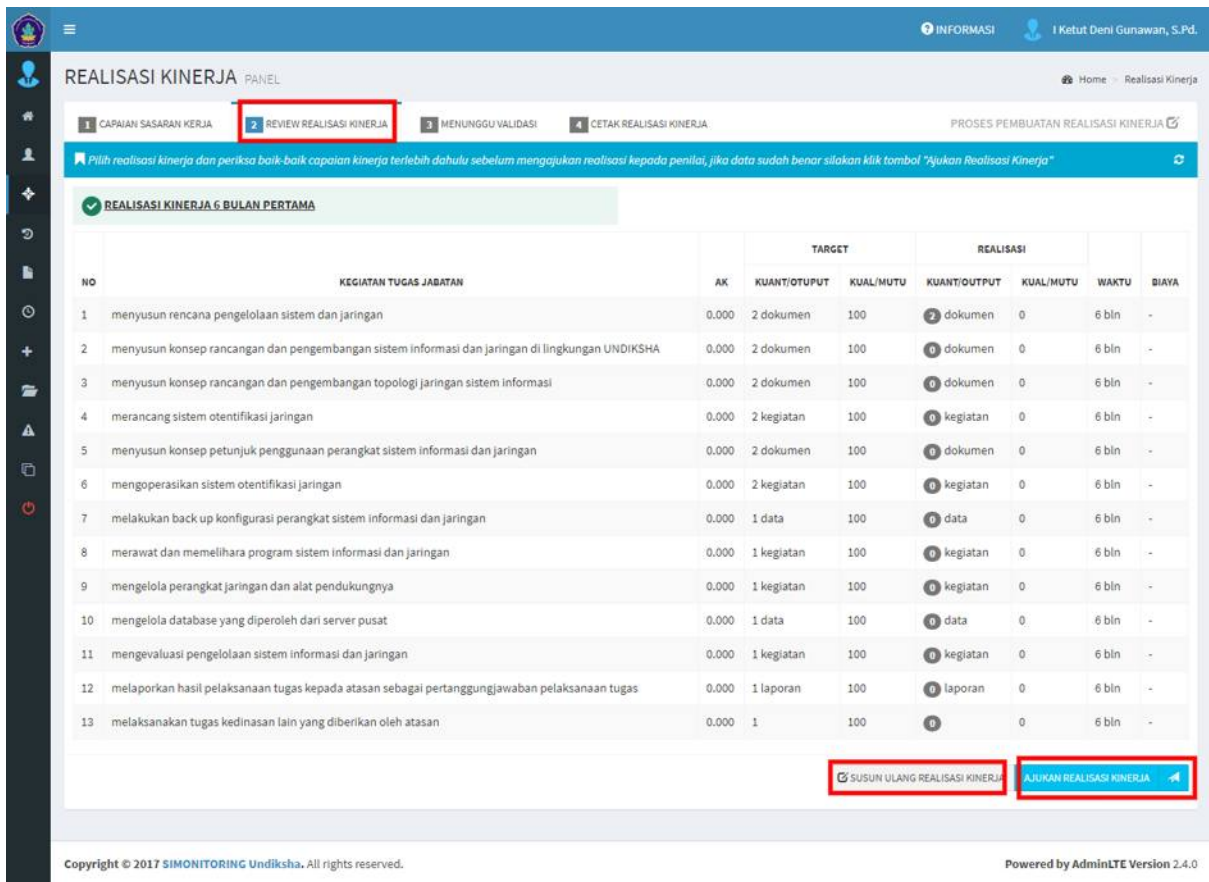 INFORMASI I Ketut Deni Gunawan, S.Pd.
REALISASI KINERJA PANEL Home > Realisasi Kinerja
1 CAPAIAN SASARAN KERJA 2 REVIEW REALISASI KINERJA 3 MENUNGGU VALIDASI 4 CETAK REALISASI KINERJA PROSES PEMBUATAN REALISASI KINERJA
Pilih realisasi kinerja dan periksa baik-baik capaian kinerja terlebih dahulu sebelum mengajukan realisasi kepada penilai, jika data sudah benar silakan klik tombol "Ajukan Realisasi Kinerja"
REALISASI KINERJA 6 BULAN PERTAMA
TARGET REALISASI
NO KEGIATAN TUGAS JABATAN AK KUANT/OTUPUT KUAL/MUTU KUANT/OUTPUT KUAL/MUTU WAKTU BIAYA
1 menyusun rencana pengelolaan sistem dan jaringan 0.000 2 dokumen 100 2 dokumen 0 6 bln -
2 menyusun konsep rancangan dan pengembangan sistem informasi dan jaringan di lingkungan UNDIKSHA 0.000 2 dokumen 100 0 dokumen 0 6 bln -
3 menyusun konsep rancangan dan pengembangan topologi jaringan sistem informasi 0.000 2 dokumen 100 0 dokumen 0 6 bln -
4 merancang sistem otentifikasi jaringan 0.000 2 kegiatan 100 0 kegiatan 0 6 bln -
5 menyusun konsep petunjuk penggunaan perangkat sistem informasi dan jaringan 0.000 2 dokumen 100 0 dokumen 0 6 bln -
6 mengoperasikan sistem otentifikasi jaringan 0.000 2 kegiatan 100 0 kegiatan 0 6 bln -
7 melakukan back up konfigurasi perangkat sistem informasi dan jaringan 0.000 1 data 100 0 data 0 6 bln -
8 merawat dan memelihara program sistem informasi dan jaringan 0.000 1 kegiatan 100 0 kegiatan 0 6 bln -
9 mengelola perangkat jaringan dan alat pendukungnya 0.000 1 kegiatan 100 0 kegiatan 0 6 bln -
10 mengelola database yang diperoleh dari server pusat 0.000 1 data 100 0 data 0 6 bln -
11 mengevaluasi pengelolaan sistem informasi dan jaringan 0.000 1 kegiatan 100 0 kegiatan 0 6 bln -
12 melaporkan hasil pelaksanaan tugas kepada atasan sebagai pertanggungjawaban pelaksanaan tugas 0.000 1 laporan 100 0 laporan 0 6 bln -
13 melaksanakan tugas kedinasan lain yang diberikan oleh atasan 0.000 1 100 0 0 6 bln -
SUSUN ULANG REALISASI KINERJA AJUKAN REALISASI KINERJA
Copyright © 2017 SIMONITORING Undiksha. All rights reserved. Powered by AdminLTE Version 2.4.0